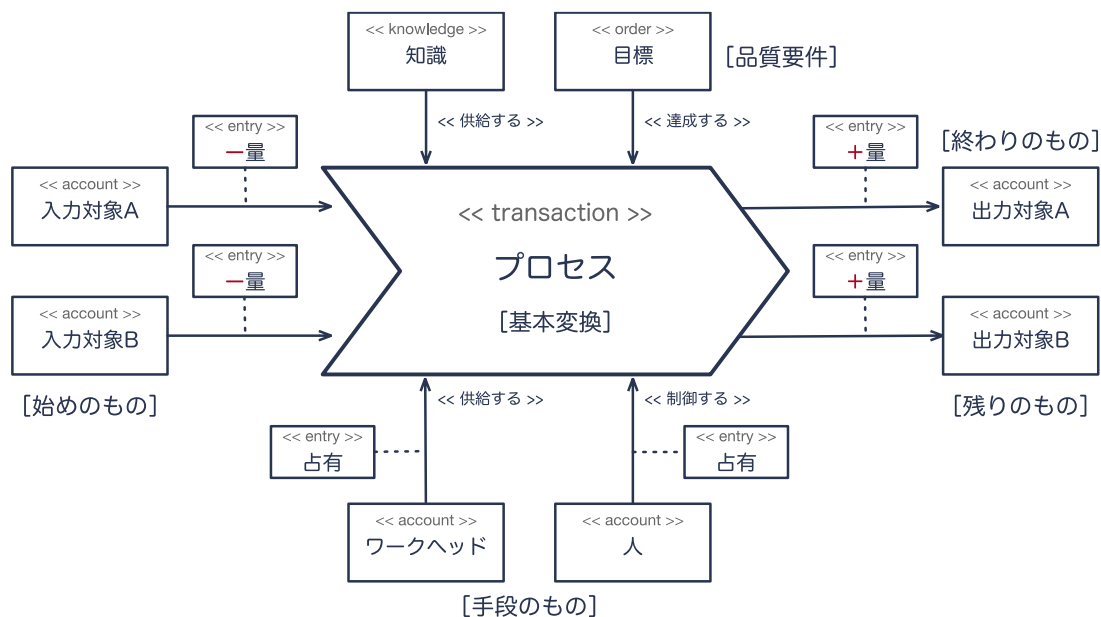 << knowledge >>
知識
<< order >>
目標
[品質要件]
<< 供給する >>
<< 達成する >>
<< entry >>
ー量
<< entry >>
+量
[終わりのもの]
<< account >>
入力対象A
<< account >>
出力対象A
<< transaction >>
プロセス
[基本変換]
<< entry >>
ー量
<< entry >>
+量
<< account >>
入力対象B
<< account >>
出力対象B
[始めのもの]
[残りのもの]
<< 供給する >>
<< 制御する >>
<< entry >>
占有
<< entry >>
占有
<< account >>
ワークヘッド
<< account >>
人
[手段のもの]